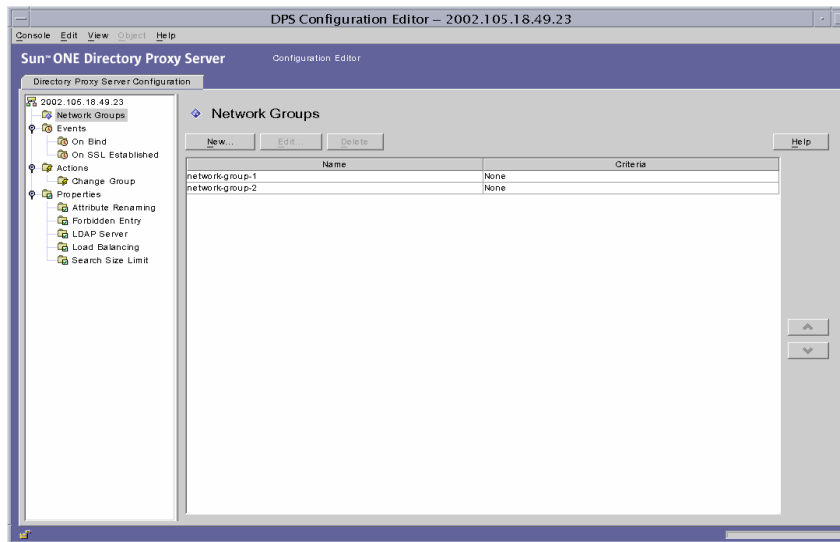 DPS Configuration Editor – 2002.105.18.49.23
Console Edit View Object Help
Sun™ ONE Directory Proxy Server Configuration Editor
Directory Proxy Server Configuration
2002.105.18.49.23
Network Groups
Events
On Bind
On SSL Established
Actions
Change Group
Properties
Attribute Renaming
Forbidden Entry
LDAP Server
Load Balancing
Search Size Limit
Network Groups
New... Edit... Delete Help
Name Criteria
network-group-1 None
network-group-2 None